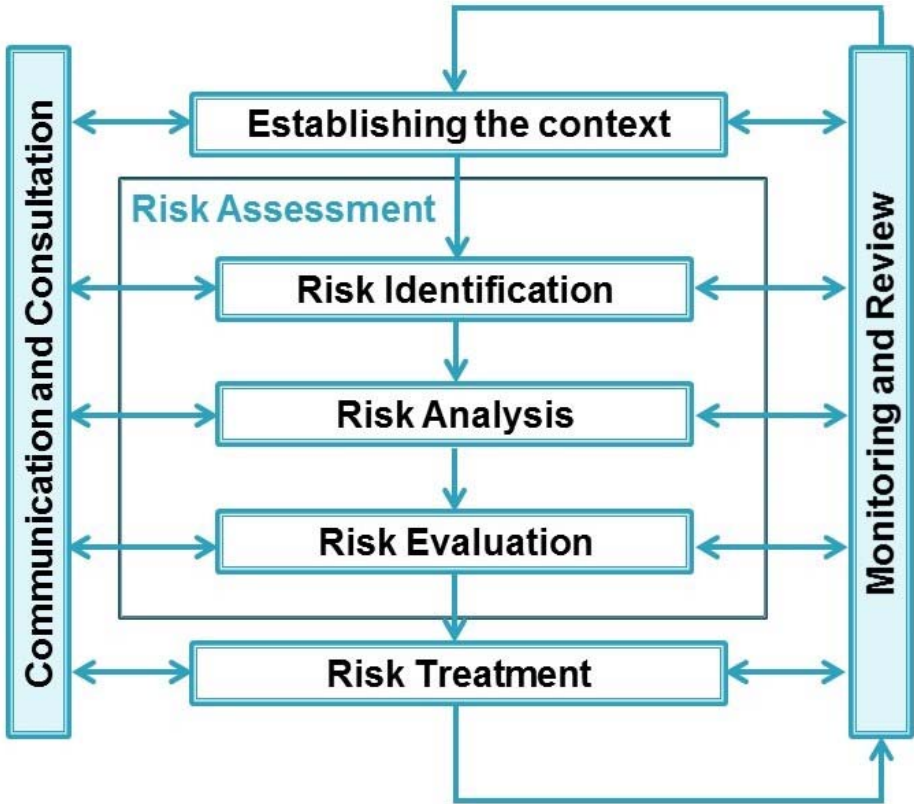 Communication and Consultation
Establishing the context
Risk Assessment
Risk Identification
Risk Analysis
Risk Evaluation
Risk Treatment
Monitoring and Review